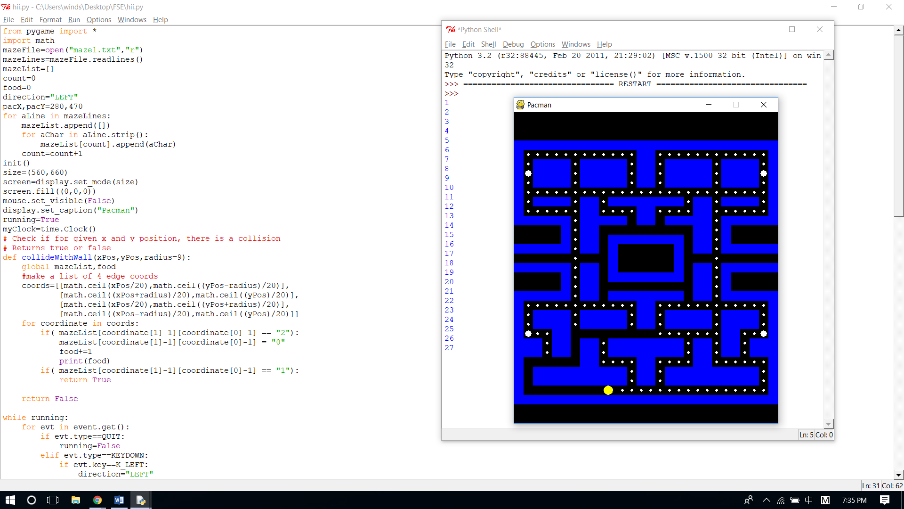 hii.py - C:\Users\winds\Desktop\FSE\hii.py
File Edit Format Run Options Windows Help
from pygame import *
import math
mazeFile=open("maze1.txt","r")
mazeLines=mazeFile.readlines()
mazeList=[]
count=0
food=0
direction="LEFT"
pacX,pacY=280,470
for aLine in mazeLines:
    mazeList.append([])
    for aChar in aLine.strip():
        mazeList[count].append(aChar)
    count=count+1
init()
size=(560,660)
screen=display.set_mode(size)
screen.fill((0,0,0))
mouse.set_visible(False)
display.set_caption("Pacman")
running=True
myClock=time.Clock()
# Check if for given x and y position, there is a collision
# Returns true or false
def collideWithWall(xPos,yPos,radius=9):
    global mazeList,food
    #make a list of 4 edge coords
    coords=[[math.ceil(xPos/20),math.ceil((yPos-radius)/20)],
            [math.ceil((xPos+radius)/20),math.ceil((yPos)/20)],
            [math.ceil(xPos/20),math.ceil((yPos+radius)/20)],
            [math.ceil((xPos-radius)/20),math.ceil((yPos)/20)]]
    for coordinate in coords:
        if( mazeList[coordinate[1]-1][coordinate[0]-1] == "2"):
            mazeList[coordinate[1]-1][coordinate[0]-1] = "0"
            food+=1
            print(food)
        if( mazeList[coordinate[1]-1][coordinate[0]-1] == "1"):
            return True
    return False
while running:
    for evt in event.get():
        if evt.type==QUIT:
            running=False
        elif evt.type==KEYDOWN:
            if evt.key==K_LEFT:
                direction="LEFT"
Ln: 31 Col: 62
*Python Shell*
File Edit Shell Debug Options Windows Help
Python 3.2 (r32:88445, Feb 20 2011, 21:29:02) [MSC v.1500 32 bit (Intel)] on win
32
Type "copyright", "credits" or "license()" for more information.
>>> ================================ RESTART ================================
>>>
1
2
3
4
5
6
7
8
9
10
11
12
13
14
15
16
17
18
19
20
21
22
23
24
25
26
27
Pacman
Ln: 5 Col: 0
7:35 PM